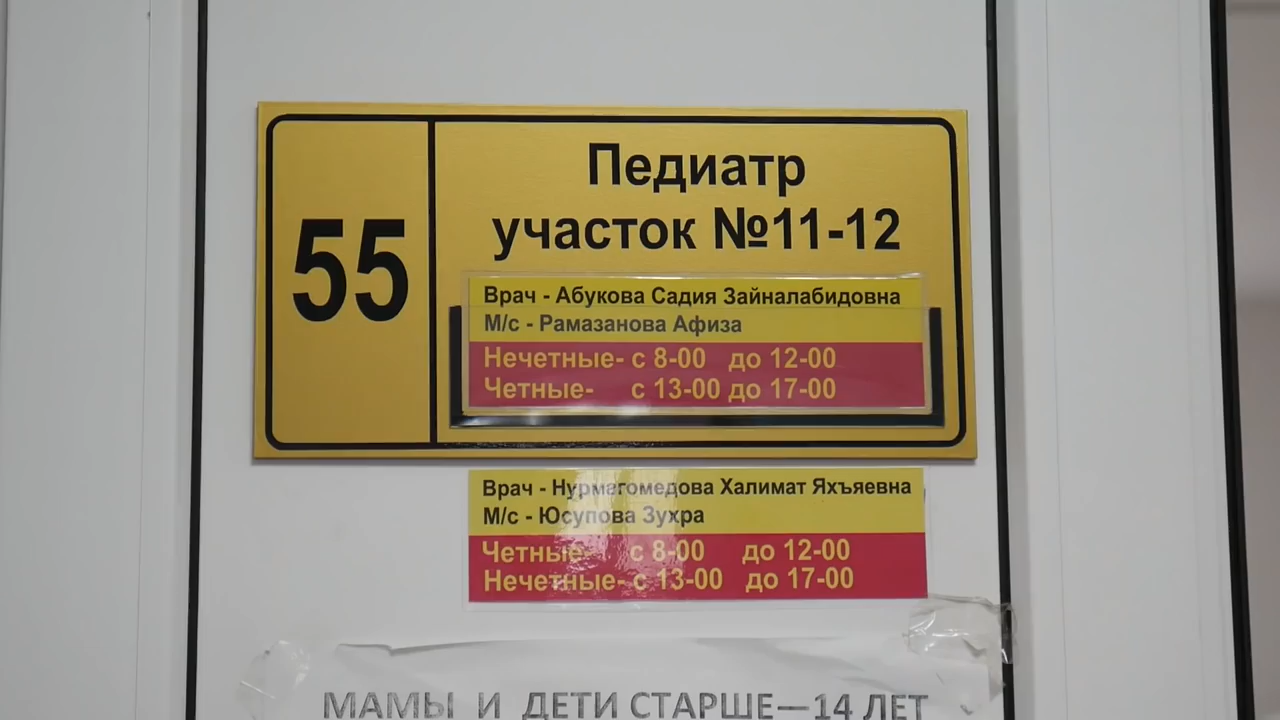 55
Педиатр
участок №11-12
Врач - Абукова Садия Зайналабидовна
М/с - Рамазанова Афиза
Нечетные- с 8-00 до 12-00
Четные- с 13-00 до 17-00
Врач - Нурмагомедова Халимат Яхъяевна
М/с - Юсупова Зухра
Четные- с 8-00 до 12-00
Нечетные- с 13-00 до 17-00
МАМЫ И ДЕТИ СТАРШЕ—14 ЛЕТ